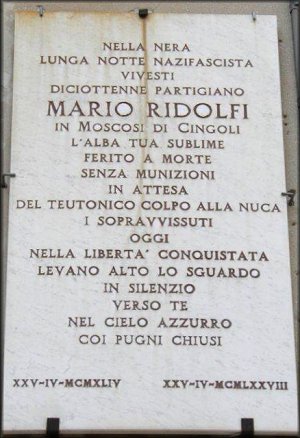 NELLA NERA
LUNGA NOTTE NAZIFASCISTA
VIVESTI
DICIOTTENNE PARTIGIANO
MARIO RIDOLFI
IN MOSCOSI DI CINGOLI
L'ALBA TUA SUBLIME
FERITO A MORTE
SENZA MUNIZIONI
IN ATTESA
DEL TEUTONICO COLPO ALLA NUCA
I SOPRAVVISSUTI
OGGI
NELLA LIBERTA' CONQUISTATA
LEVANO ALTO LO SGUARDO
IN SILENZIO
VERSO TE
NEL CIELO AZZURRO
COI PUGNI CHIUSI
XXV-IV-MCMXLIV XXV-IV-MCMLXXVIII